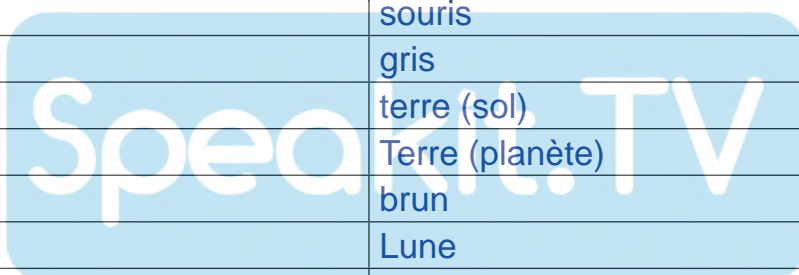 souris
gris
terre (sol)
Terre (planète)
brun
Lune
Speakit.TV